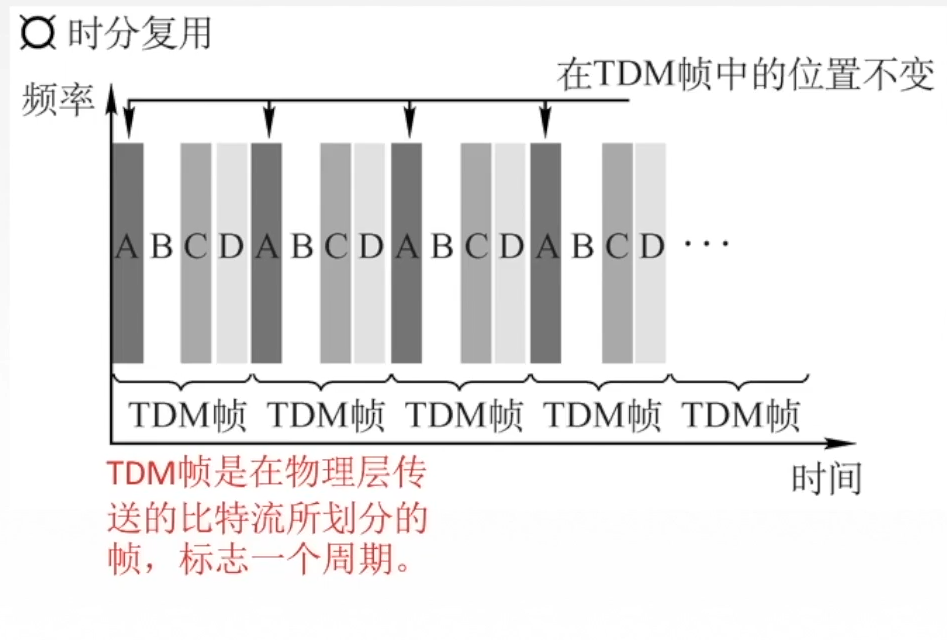 ¤ 时分复用
在TDM帧中的位置不变
频率
A B C D A B C D A B C D A B C D ···
TDM帧 TDM帧 TDM帧 TDM帧 TDM帧
时间
TDM帧是在物理层传
送的比特流所划分的
帧，标志一个周期。